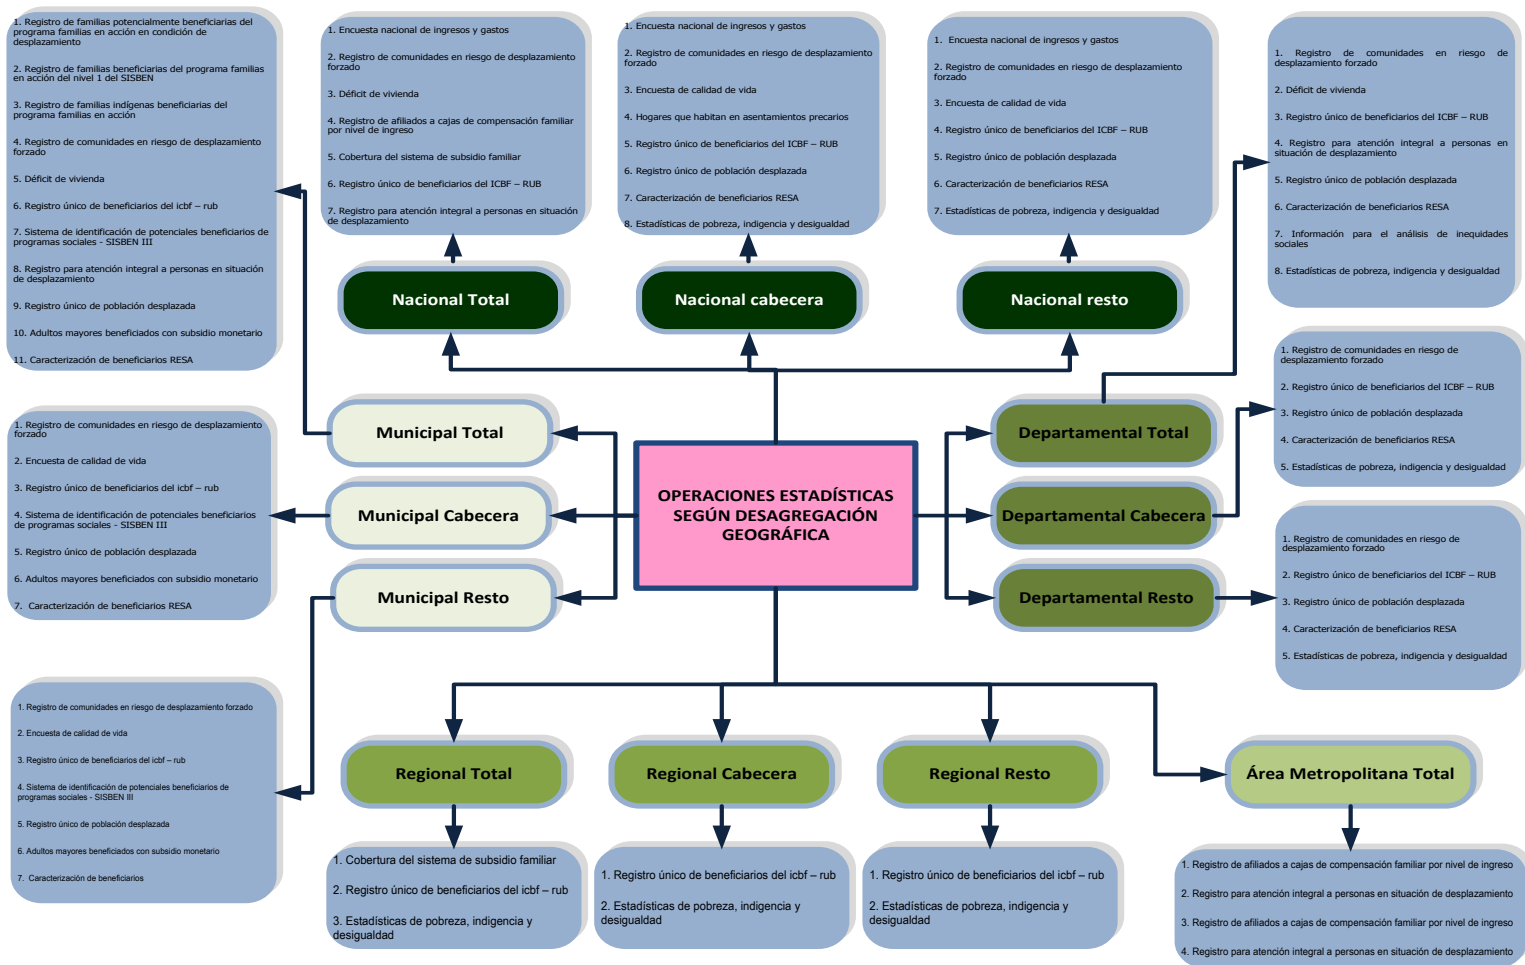 1. Registro de familias potencialmente beneficiarias del
programa familias en acción en condición de
desplazamiento
2. Registro de familias beneficiarias del programa familias
en acción del nivel 1 del SISBEN
3. Registro de familias indígenas beneficiarias del
programa familias en acción
4. Registro de comunidades en riesgo de desplazamiento
forzado
5. Déficit de vivienda
6. Registro único de beneficiarios del icbf – rub
7. Sistema de identificación de potenciales beneficiarios de
programas sociales - SISBEN III
8. Registro para atención integral a personas en situación
de desplazamiento
9. Registro único de población desplazada
10. Adultos mayores beneficiados con subsidio monetario
11. Caracterización de beneficiarios RESA
1. Encuesta nacional de ingresos y gastos
2. Registro de comunidades en riesgo de desplazamiento
forzado
3. Déficit de vivienda
4. Registro de afiliados a cajas de compensación familiar
por nivel de ingreso
5. Cobertura del sistema de subsidio familiar
6. Registro único de beneficiarios del ICBF – RUB
7. Registro para atención integral a personas en situación
de desplazamiento
1. Encuesta nacional de ingresos y gastos
2. Registro de comunidades en riesgo de desplazamiento
forzado
3. Encuesta de calidad de vida
4. Hogares que habitan en asentamientos precarios
5. Registro único de beneficiarios del ICBF – RUB
6. Registro único de población desplazada
7. Caracterización de beneficiarios RESA
8. Estadísticas de pobreza, indigencia y desigualdad
1. Encuesta nacional de ingresos y gastos
2. Registro de comunidades en riesgo de desplazamiento
forzado
3. Encuesta de calidad de vida
4. Registro único de beneficiarios del ICBF – RUB
5. Registro único de población desplazada
6. Caracterización de beneficiarios RESA
7. Estadísticas de pobreza, indigencia y desigualdad
1. Registro de comunidades en riesgo de
desplazamiento forzado
2. Déficit de vivienda
3. Registro único de beneficiarios del ICBF – RUB
4. Registro para atención integral a personas en
situación de desplazamiento
5. Registro único de población desplazada
6. Caracterización de beneficiarios RESA
7. Información para el análisis de inequidades
sociales
8. Estadísticas de pobreza, indigencia y desigualdad
Nacional Total
Nacional cabecera
Nacional resto
1. Registro de comunidades en riesgo de
desplazamiento forzado
2. Registro único de beneficiarios del ICBF – RUB
3. Registro único de población desplazada
4. Caracterización de beneficiarios RESA
5. Estadísticas de pobreza, indigencia y desigualdad
1. Registro de comunidades en riesgo de desplazamiento
forzado
2. Encuesta de calidad de vida
3. Registro único de beneficiarios del icbf – rub
4. Sistema de identificación de potenciales beneficiarios
de programas sociales - SISBEN III
5. Registro único de población desplazada
6. Adultos mayores beneficiados con subsidio monetario
7. Caracterización de beneficiarios RESA
Municipal Total
Municipal Cabecera
Municipal Resto
OPERACIONES ESTADÍSTICAS
SEGÚN DESAGREGACIÓN
GEOGRÁFICA
Departamental Total
Departamental Cabecera
Departamental Resto
1. Registro de comunidades en riesgo de
desplazamiento forzado
2. Registro único de beneficiarios del ICBF – RUB
3. Registro único de población desplazada
4. Caracterización de beneficiarios RESA
5. Estadísticas de pobreza, indigencia y desigualdad
1. Registro de comunidades en riesgo de desplazamiento forzado
2. Encuesta de calidad de vida
3. Registro único de beneficiarios del icbf – rub
4. Sistema de identificación de potenciales beneficiarios de
programas sociales - SISBEN III
5. Registro único de población desplazada
6. Adultos mayores beneficiados con subsidio monetario
7. Caracterización de beneficiarios
Regional Total
Regional Cabecera
Regional Resto
Área Metropolitana Total
1. Cobertura del sistema de subsidio familiar
2. Registro único de beneficiarios del icbf – rub
3. Estadísticas de pobreza, indigencia y
desigualdad
1. Registro único de beneficiarios del icbf – rub
2. Estadísticas de pobreza, indigencia y
desigualdad
1. Registro único de beneficiarios del icbf – rub
2. Estadísticas de pobreza, indigencia y
desigualdad
1. Registro de afiliados a cajas de compensación familiar por nivel de ingreso
2. Registro para atención integral a personas en situación de desplazamiento
3. Registro de afiliados a cajas de compensación familiar por nivel de ingreso
4. Registro para atención integral a personas en situación de desplazamiento